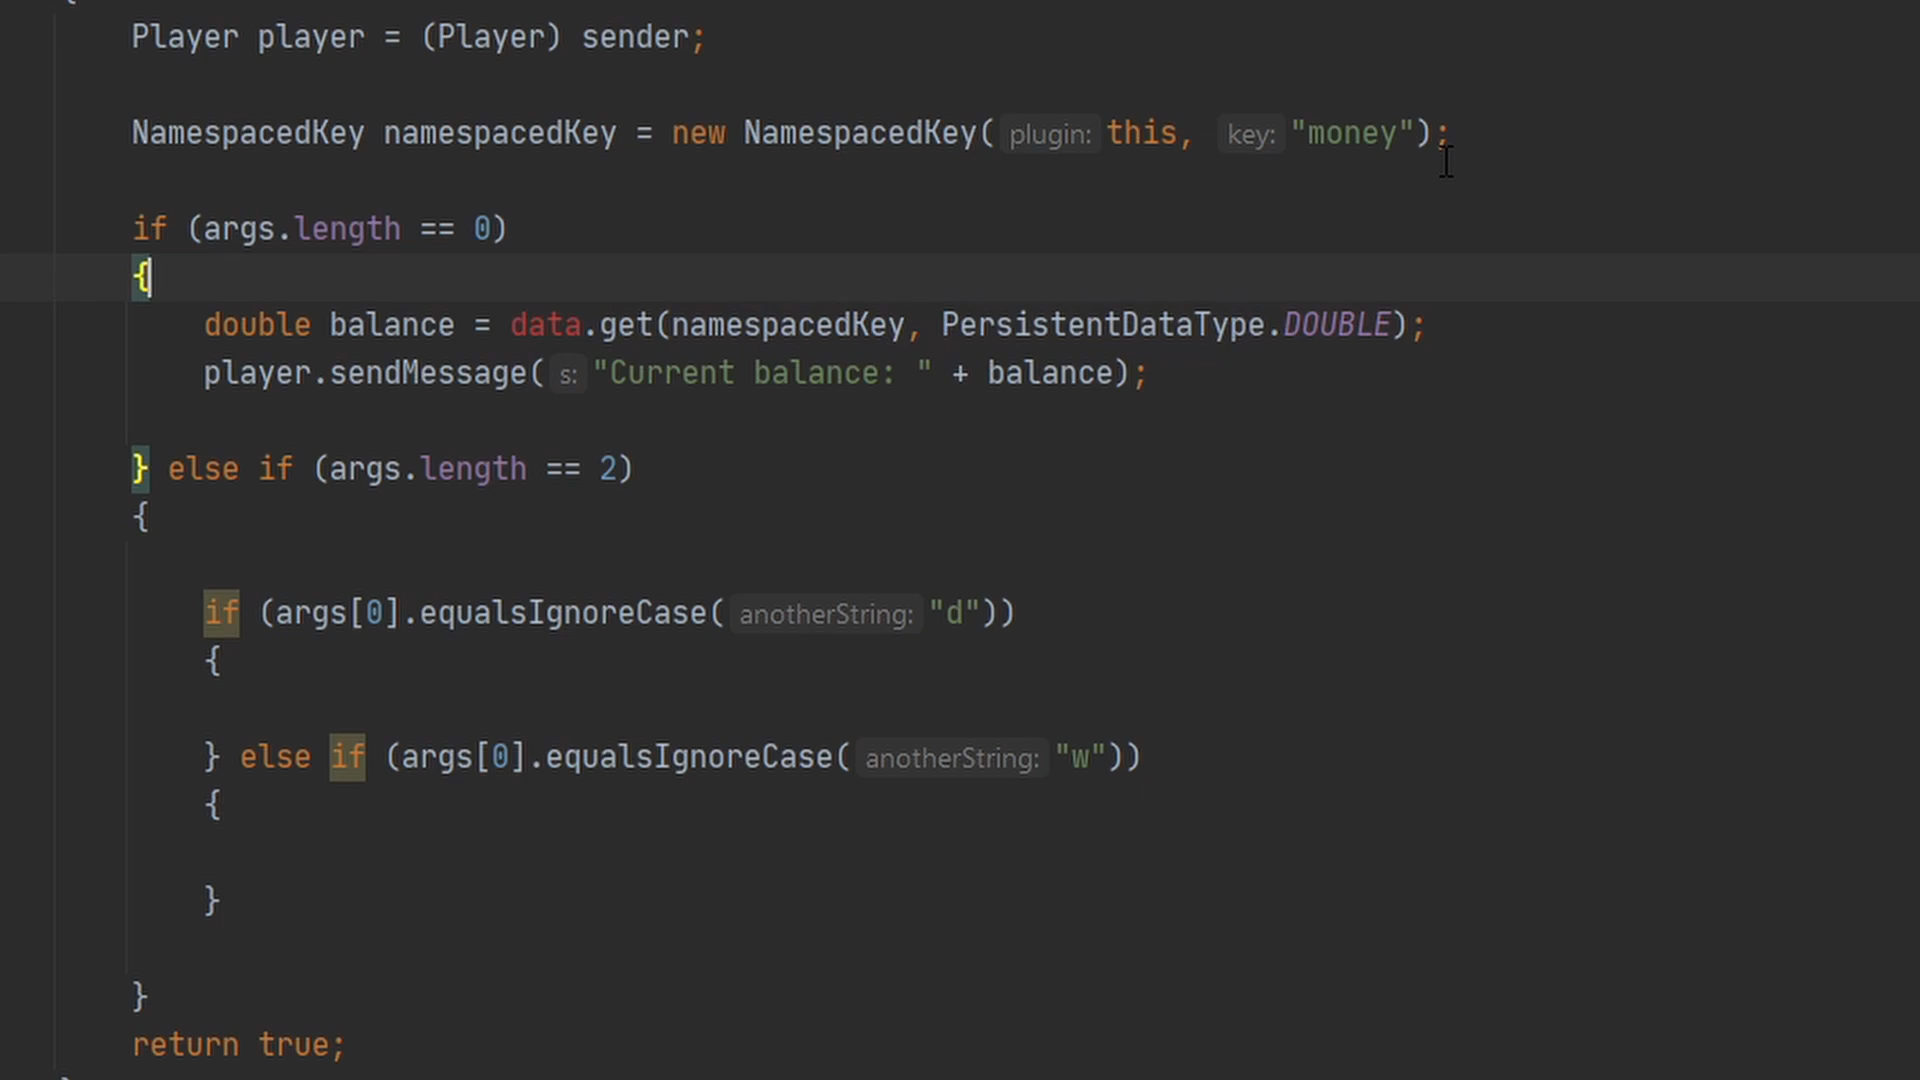 Player player = (Player) sender;
NamespacedKey namespacedKey = new NamespacedKey( plugin: this, key: "money");
if (args.length == 0)
{
double balance = data.get(namespacedKey, PersistentDataType.DOUBLE);
player.sendMessage( s: "Current balance: " + balance);
} else if (args.length == 2)
{
if (args[0].equalsIgnoreCase( anotherString: "d"))
{
} else if (args[0].equalsIgnoreCase( anotherString: "w"))
{
}
}
return true;